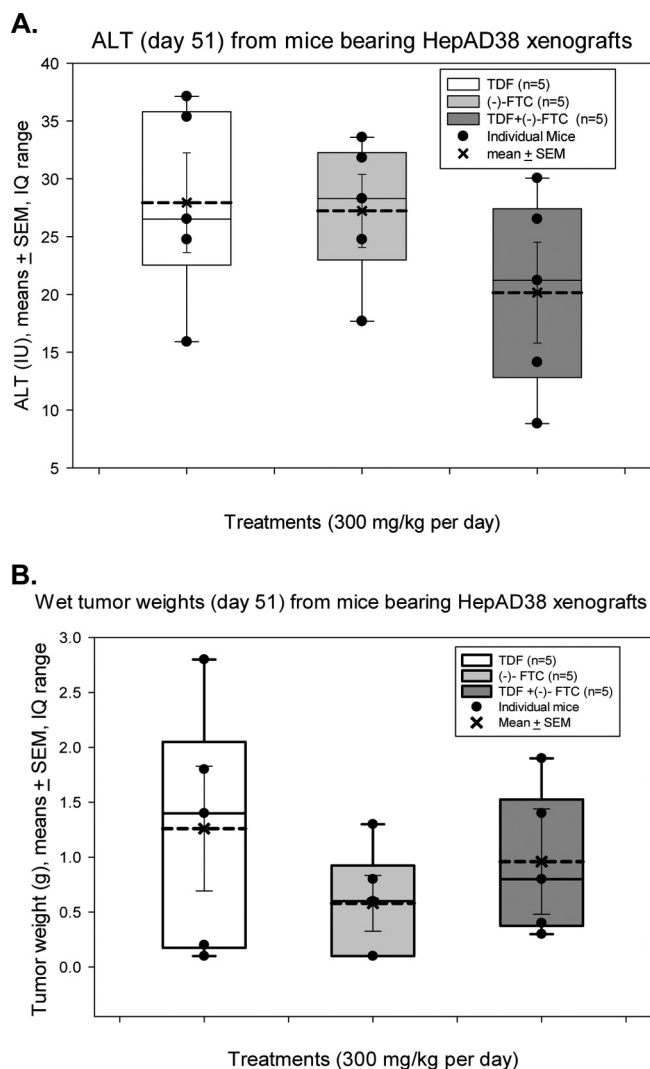 A.
ALT (day 51) from mice bearing HepAD38 xenografts
40
35
30
25
20
15
10
5
ALT (IU), means ± SEM, IQ range
TDF (n=5)
(-)-FTC (n=5)
TDF+(-)-FTC (n=5)
Individual Mice
mean ± SEM
Treatments (300 mg/kg per day)
B.
Wet tumor weights (day 51) from mice bearing HepAD38 xenografts
3.0
2.5
2.0
1.5
1.0
0.5
0.0
Tumor weight (g), means ± SEM, IQ range
TDF (n=5)
(-)- FTC (n=5)
TDF +(-)- FTC (n=5)
Individual mice
Mean ± SEM
Treatments (300 mg/kg per day)